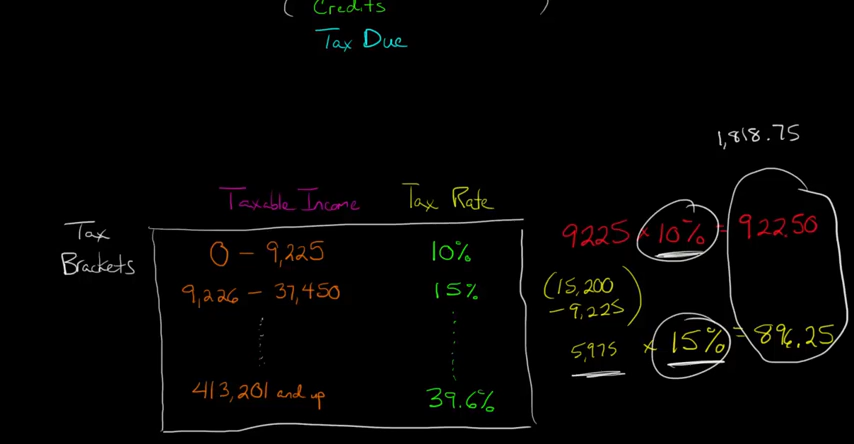 Credits
Tax Due
1,818.75
Taxable Income Tax Rate
Tax Brackets
0 - 9,225 10%
9,226 - 37,450 15%
413,201 and up 39.6%
9225 × 10% = 922.50
(15,200
- 9,225)
5,975 × 15% = 896.25